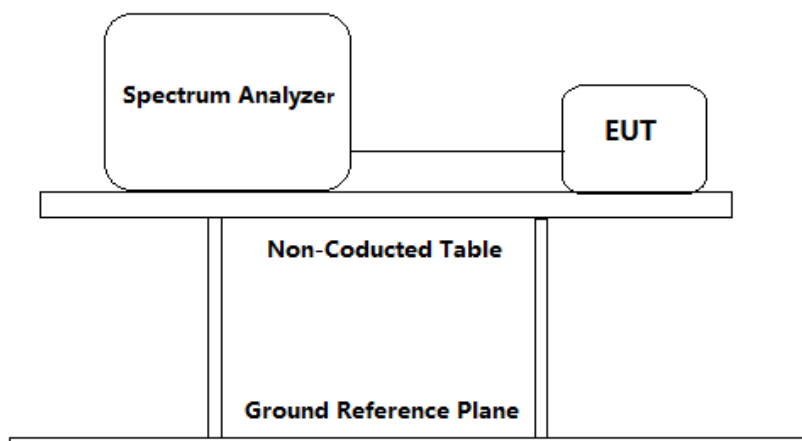 Spectrum Analyzer
EUT
Non-Coducted Table
Ground Reference Plane